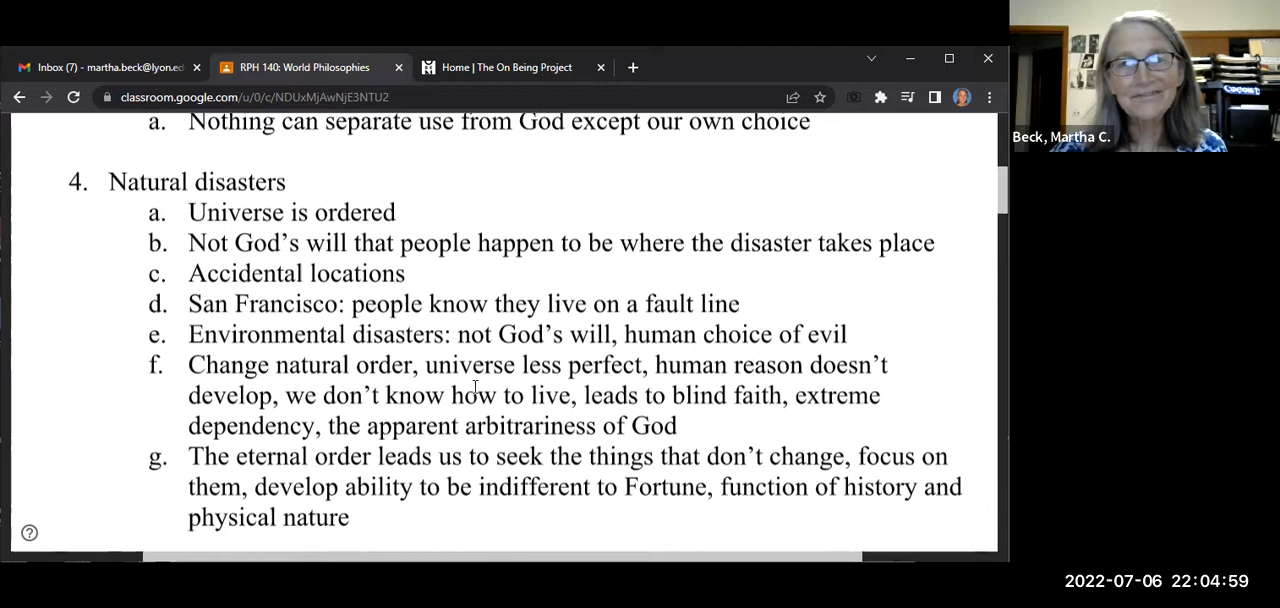 Inbox (7) - martha.beck@lyon.ed
RPH 140: World Philosophies
Home | The On Being Project
classroom.google.com/u/0/c/NDUxMjAwNjE3NTU2
Beck, Martha C.
a. Nothing can separate use from God except our own choice
4. Natural disasters
a. Universe is ordered
b. Not God's will that people happen to be where the disaster takes place
c. Accidental locations
d. San Francisco: people know they live on a fault line
e. Environmental disasters: not God's will, human choice of evil
f. Change natural order, universe less perfect, human reason doesn't
develop, we don't know how to live, leads to blind faith, extreme
dependency, the apparent arbitrariness of God
g. The eternal order leads us to seek the things that don't change, focus on
them, develop ability to be indifferent to Fortune, function of history and
physical nature
2022-07-06 22:04:59